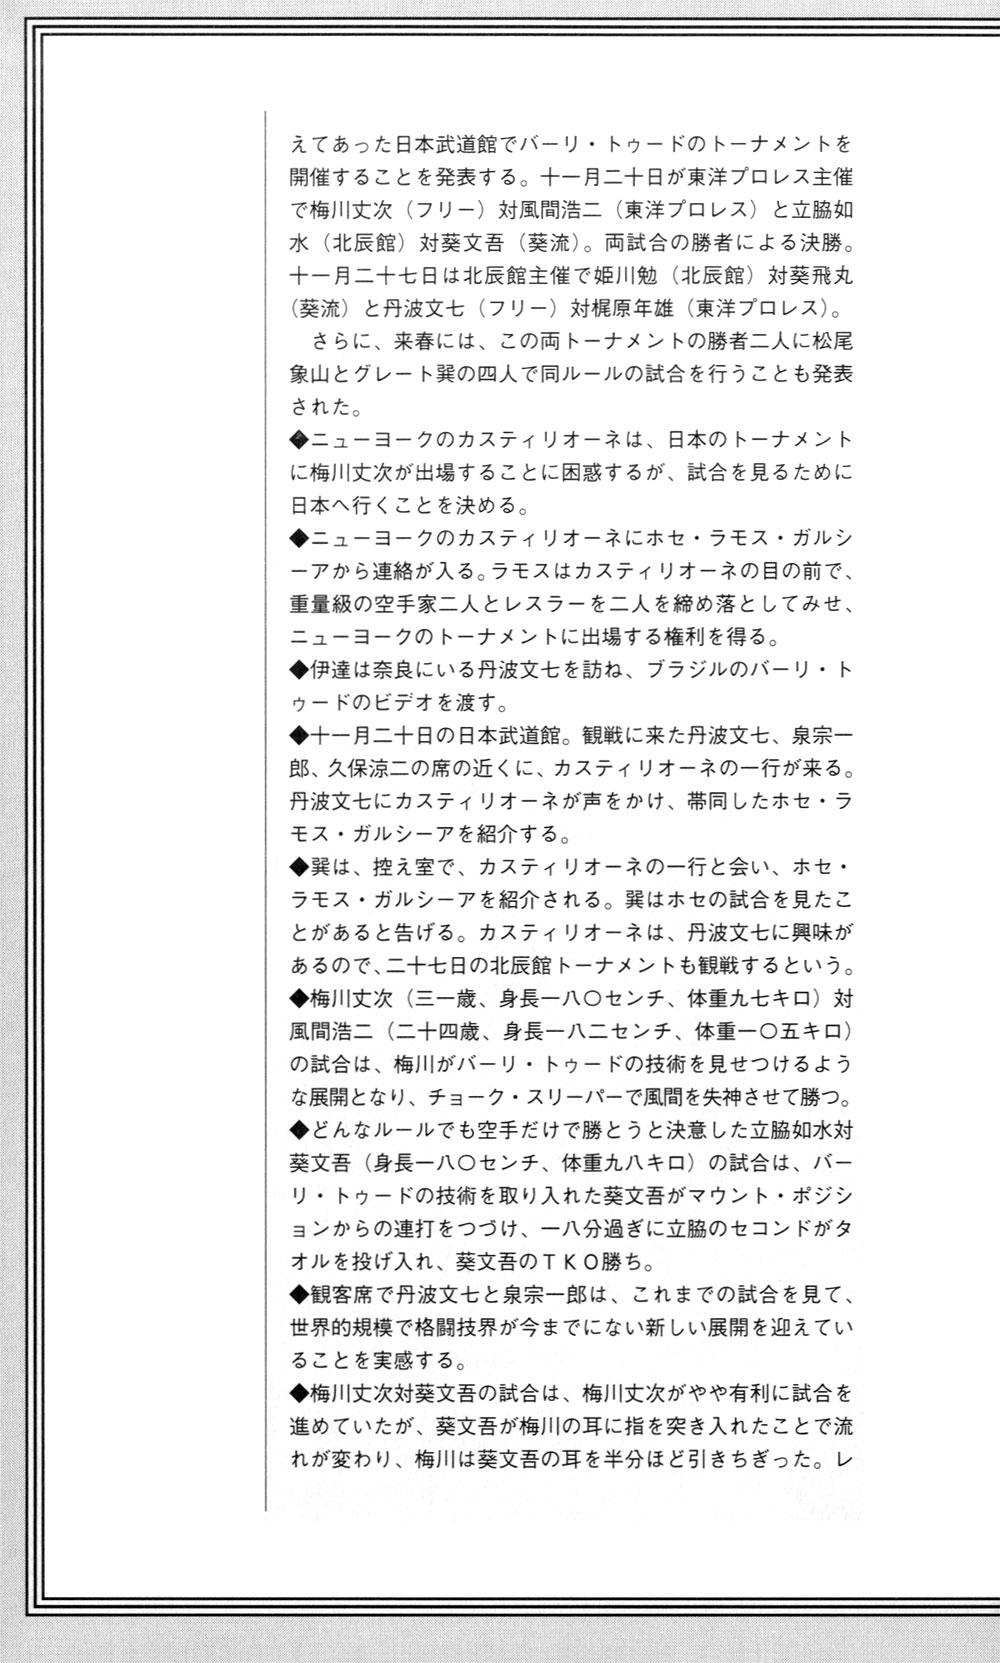 えてあった日本武道館でバーリ・トゥードのトーナメントを
開催することを発表する。十一月二十日が東洋プロレス主催
で梅川丈次（フリー）対風間浩二（東洋プロレス）と立脇如
水（北辰館）対葵文吾（葵流）。両試合の勝者による決勝。
十一月二十七日は北辰館主催で姫川勉（北辰館）対葵飛丸
（葵流）と丹波文七（フリー）対梶原年雄（東洋プロレス）。
　さらに、来春には、この両トーナメントの勝者二人に松尾
象山とグレート巽の四人で同ルールの試合を行うことも発表
された。
◆ニューヨークのカスティリオーネは、日本のトーナメント
に梅川丈次が出場することに困惑するが、試合を見るために
日本へ行くことを決める。
◆ニューヨークのカスティリオーネにホセ・ラモス・ガルシ
ーアから連絡が入る。ラモスはカスティリオーネの目の前で、
重量級の空手家二人とレスラーを二人を締め落としてみせ、
ニューヨークのトーナメントに出場する権利を得る。
◆伊達は奈良にいる丹波文七を訪ね、ブラジルのバーリ・ト
ゥードのビデオを渡す。
◆十一月二十日の日本武道館。観戦に来た丹波文七、泉宗一
郎、久保涼二の席の近くに、カスティリオーネの一行が来る。
丹波文七にカスティリオーネが声をかけ、帯同したホセ・ラ
モス・ガルシーアを紹介する。
◆巽は、控え室で、カスティリオーネの一行と会い、ホセ・
ラモス・ガルシーアを紹介される。巽はホセの試合を見たこ
とがあると告げる。カスティリオーネは、丹波文七に興味が
あるので、二十七日の北辰館トーナメントも観戦するという。
◆梅川丈次（三一歳、身長一八〇センチ、体重九七キロ）対
風間浩二（二十四歳、身長一八二センチ、体重一〇五キロ）
の試合は、梅川がバーリ・トゥードの技術を見せつけるよう
な展開となり、チョーク・スリーパーで風間を失神させて勝つ。
◆どんなルールでも空手だけで勝とうと決意した立脇如水対
葵文吾（身長一八〇センチ、体重九八キロ）の試合は、バー
リ・トゥードの技術を取り入れた葵文吾がマウント・ポジシ
ョンからの連打をつづけ、一八分過ぎに立脇のセコンドがタ
オルを投げ入れ、葵文吾のＴＫＯ勝ち。
◆観客席で丹波文七と泉宗一郎は、これまでの試合を見て、
世界的規模で格闘技界が今までにない新しい展開を迎えてい
ることを実感する。
◆梅川丈次対葵文吾の試合は、梅川丈次がやや有利に試合を
進めていたが、葵文吾が梅川の耳に指を突き入れたことで流
れが変わり、梅川は葵文吾の耳を半分ほど引きちぎった。レ